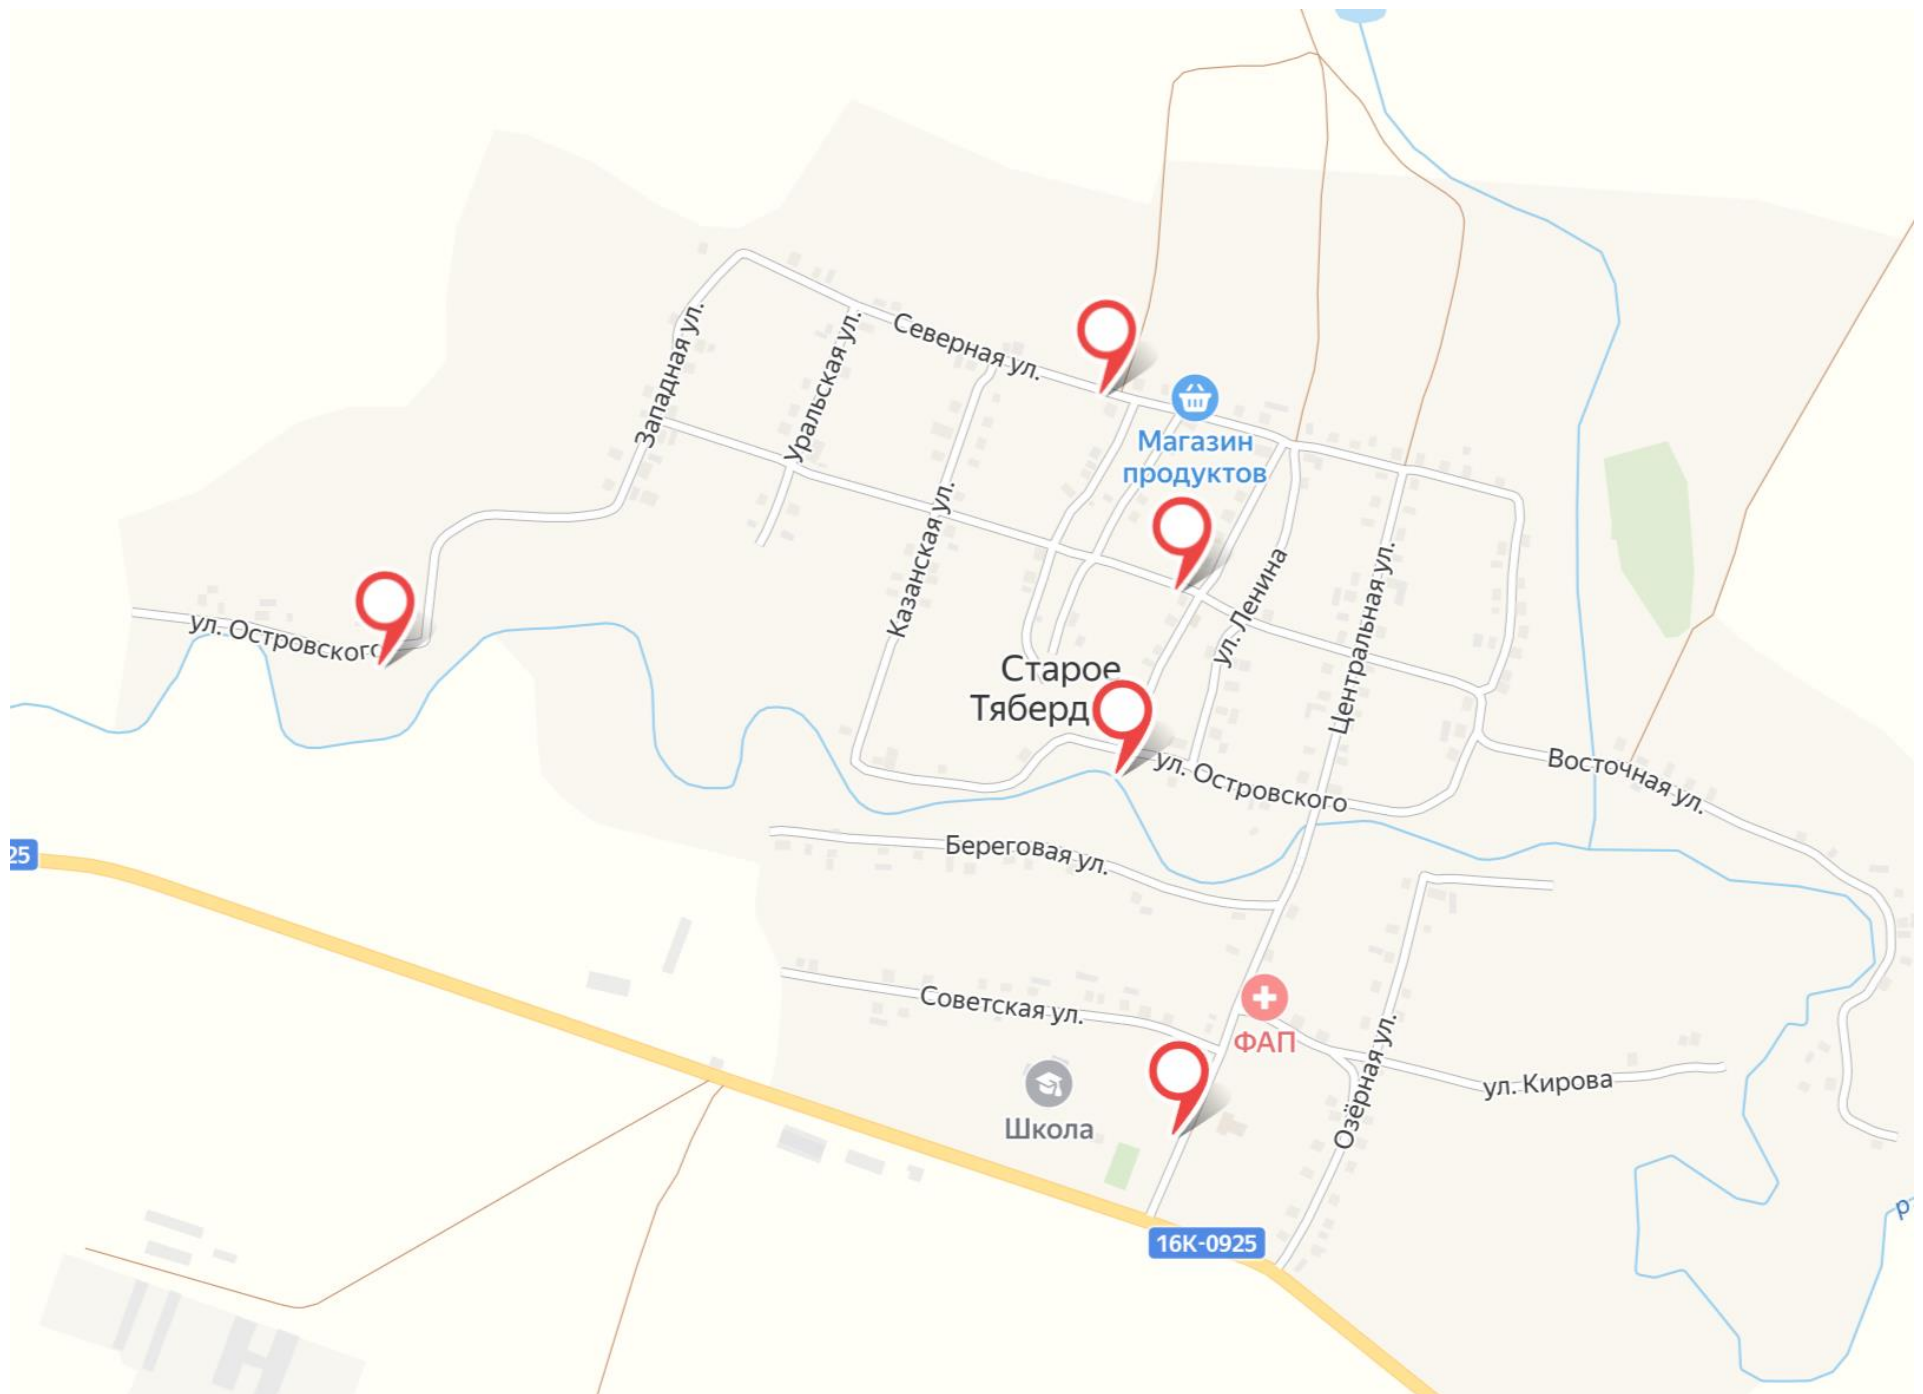 Северная ул.
Западная ул.
Уральская ул.
Магазин
продуктов
Казанская ул.
ул. Ленина
Центральная ул.
ул. Островского
Старое
Тяберд
ул. Островского
Восточная ул.
Береговая ул.
25
Советская ул.
ФАП
Озёрная ул.
ул. Кирова
Школа
16К-0925
р